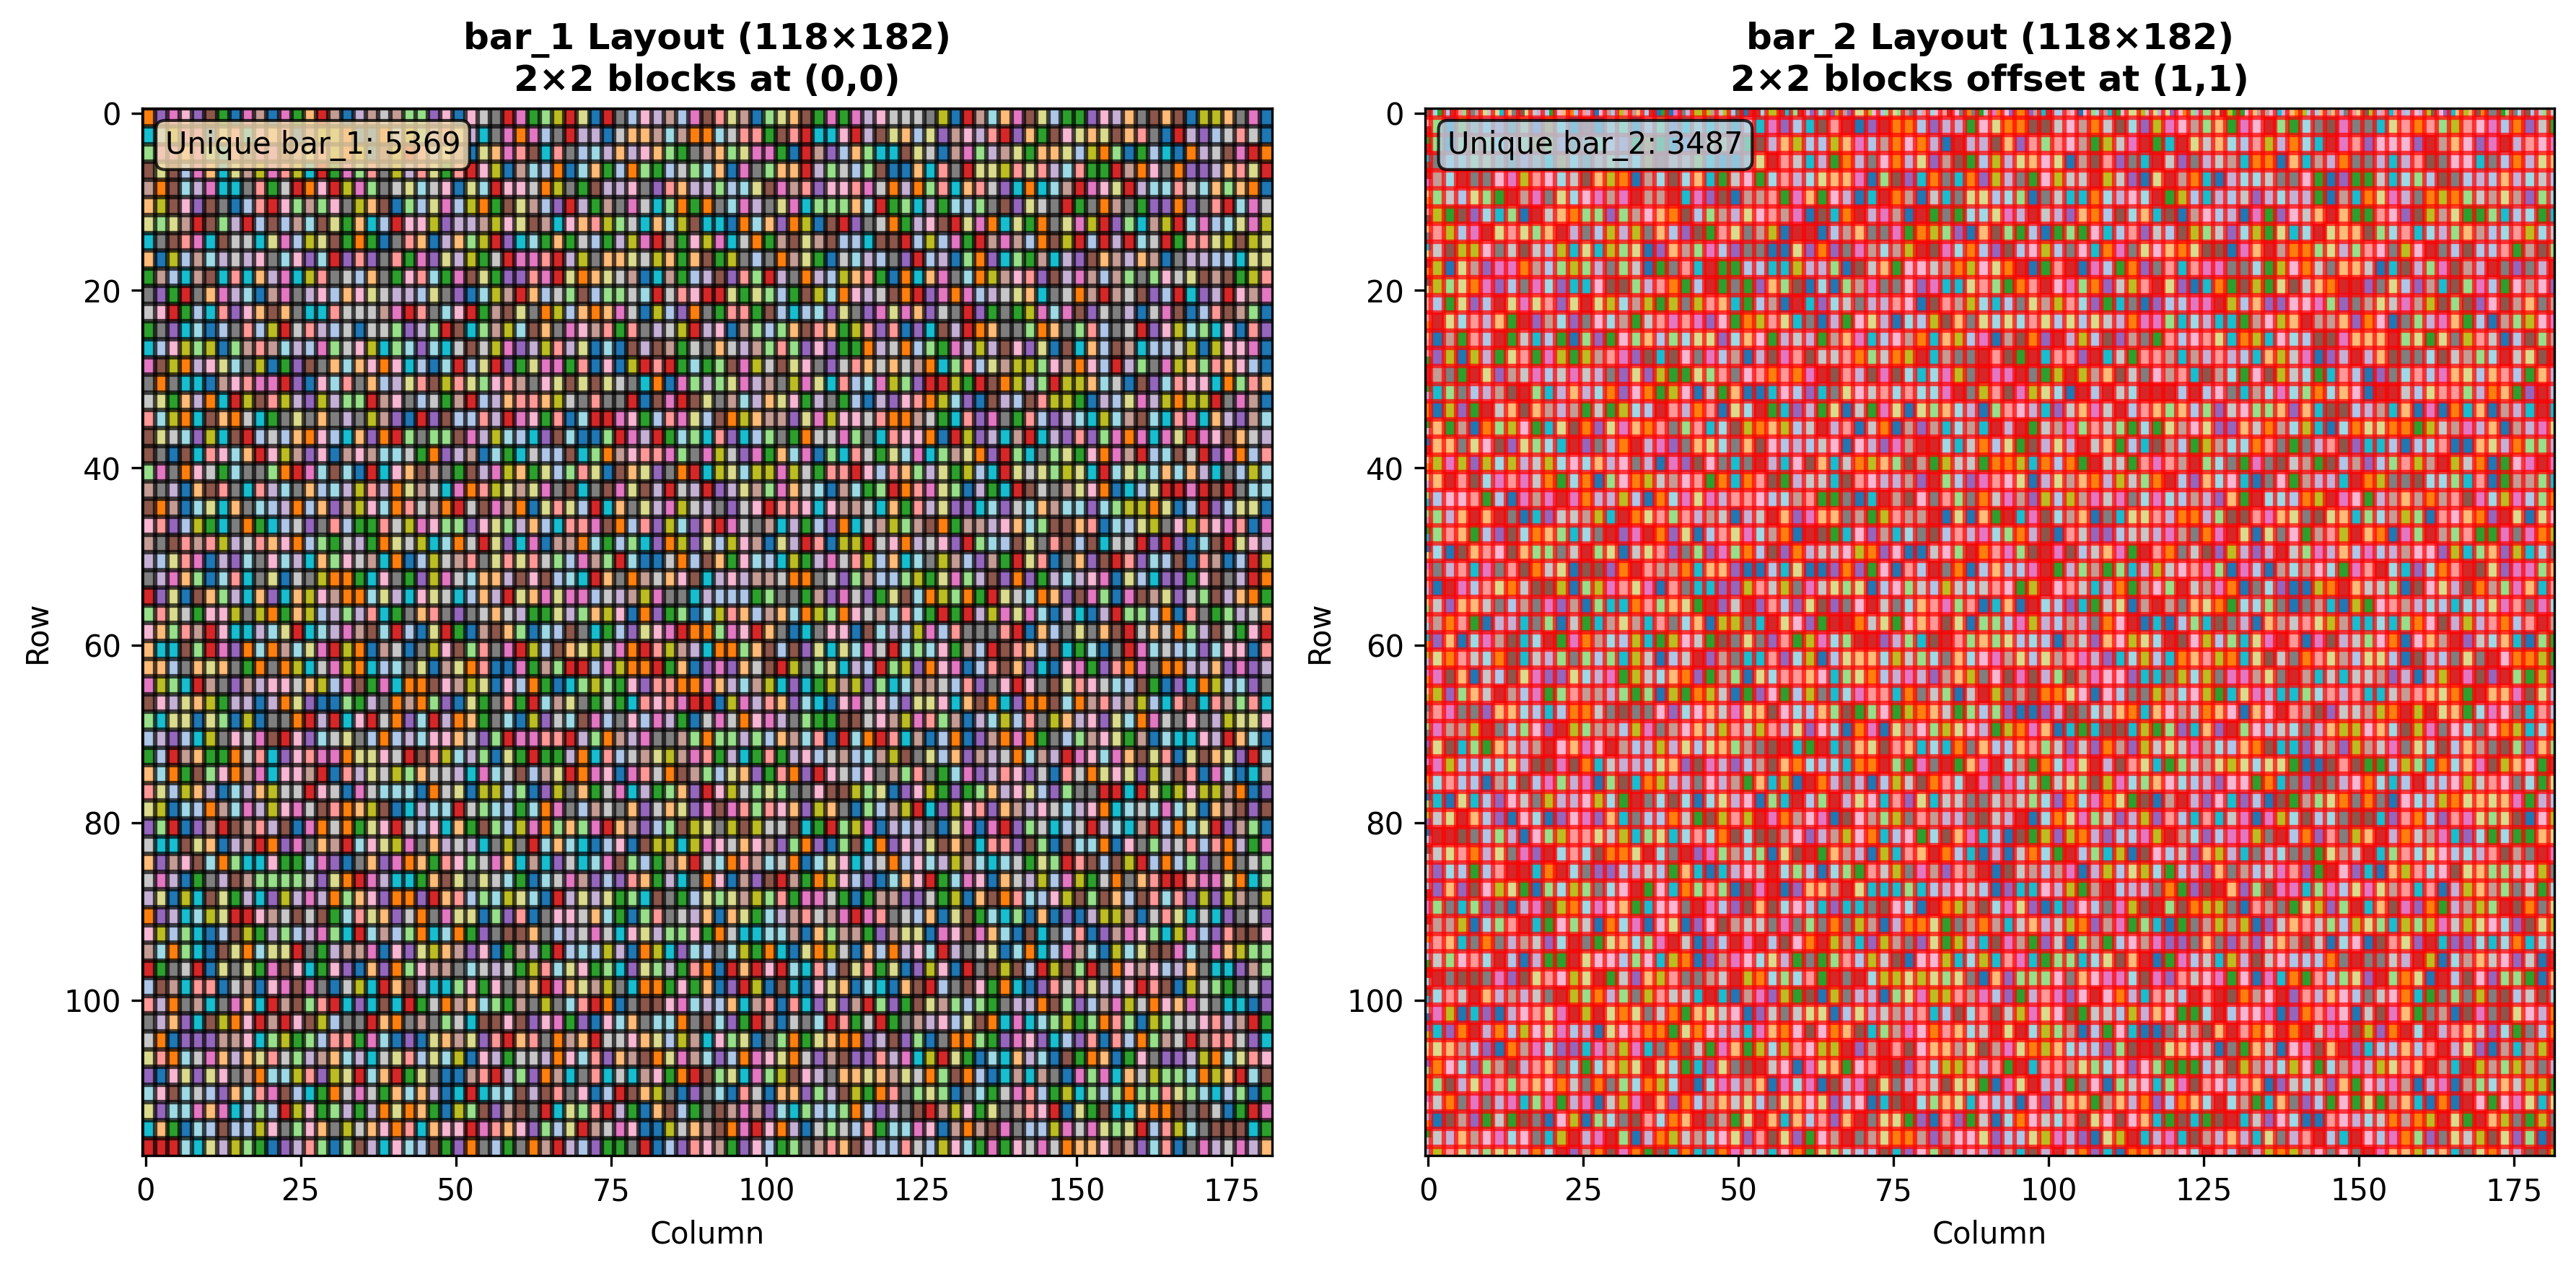 bar_1 Layout (118×182)
2×2 blocks at (0,0)
Unique bar_1: 5369
0
20
40
60
80
100
Row
0 25 50 75 100 125 150 175
Column
bar_2 Layout (118×182)
2×2 blocks offset at (1,1)
Unique bar_2: 3487
0
20
40
60
80
100
Row
0 25 50 75 100 125 150 175
Column